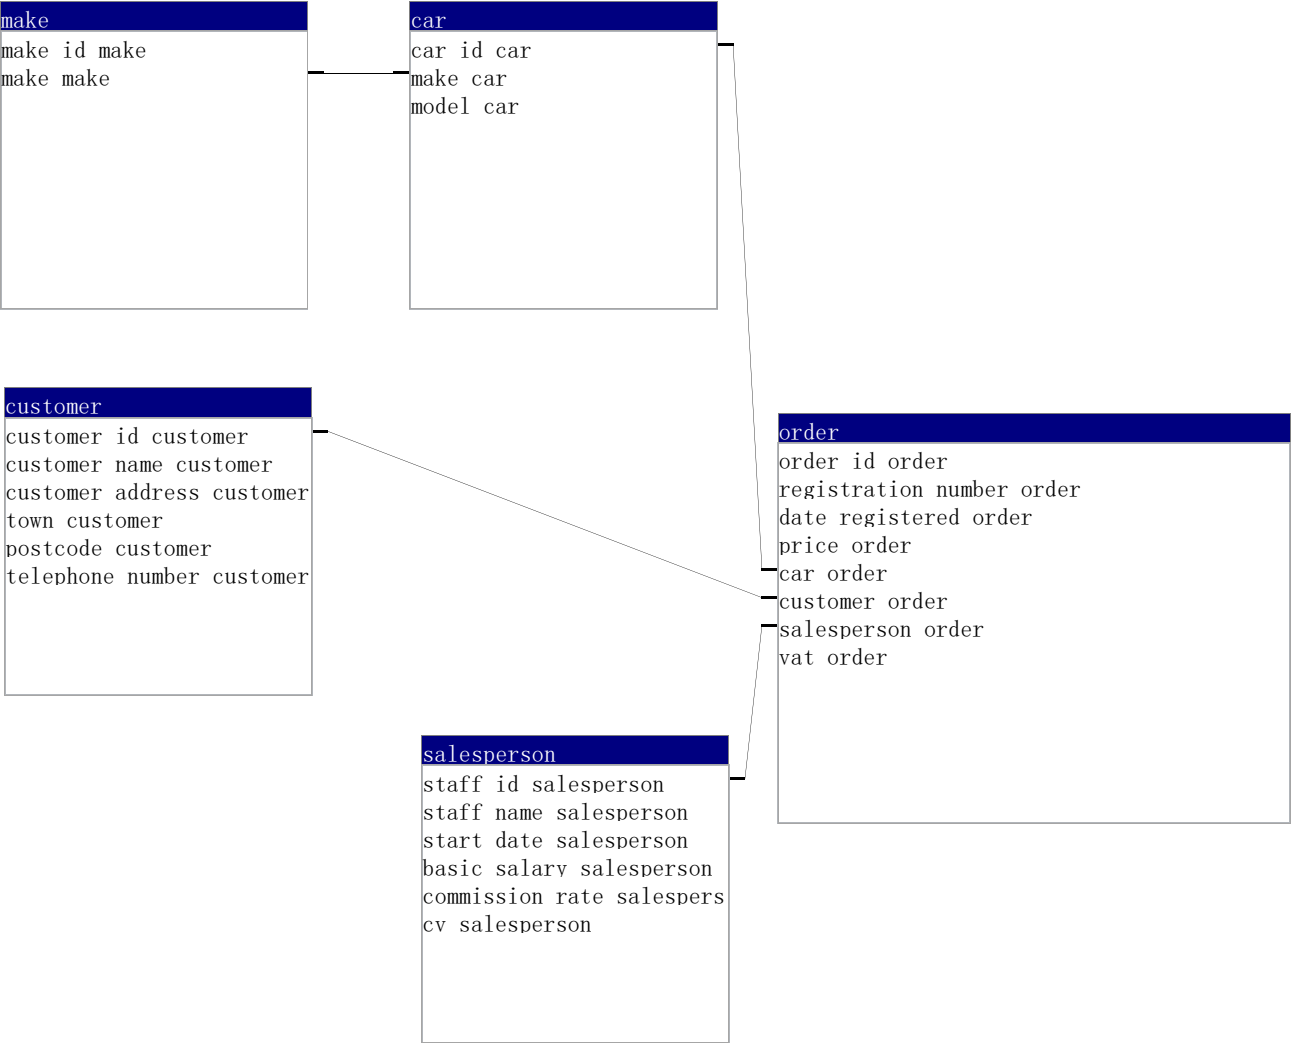 make
make id make
make make
car
car id car
make car
model car
customer
customer id customer
customer name customer
customer address customer
town customer
postcode customer
telephone number customer
order
order id order
registration number order
date registered order
price order
car order
customer order
salesperson order
vat order
salesperson
staff id salesperson
staff name salesperson
start date salesperson
basic salary salesperson
commission rate salespers
cv salesperson